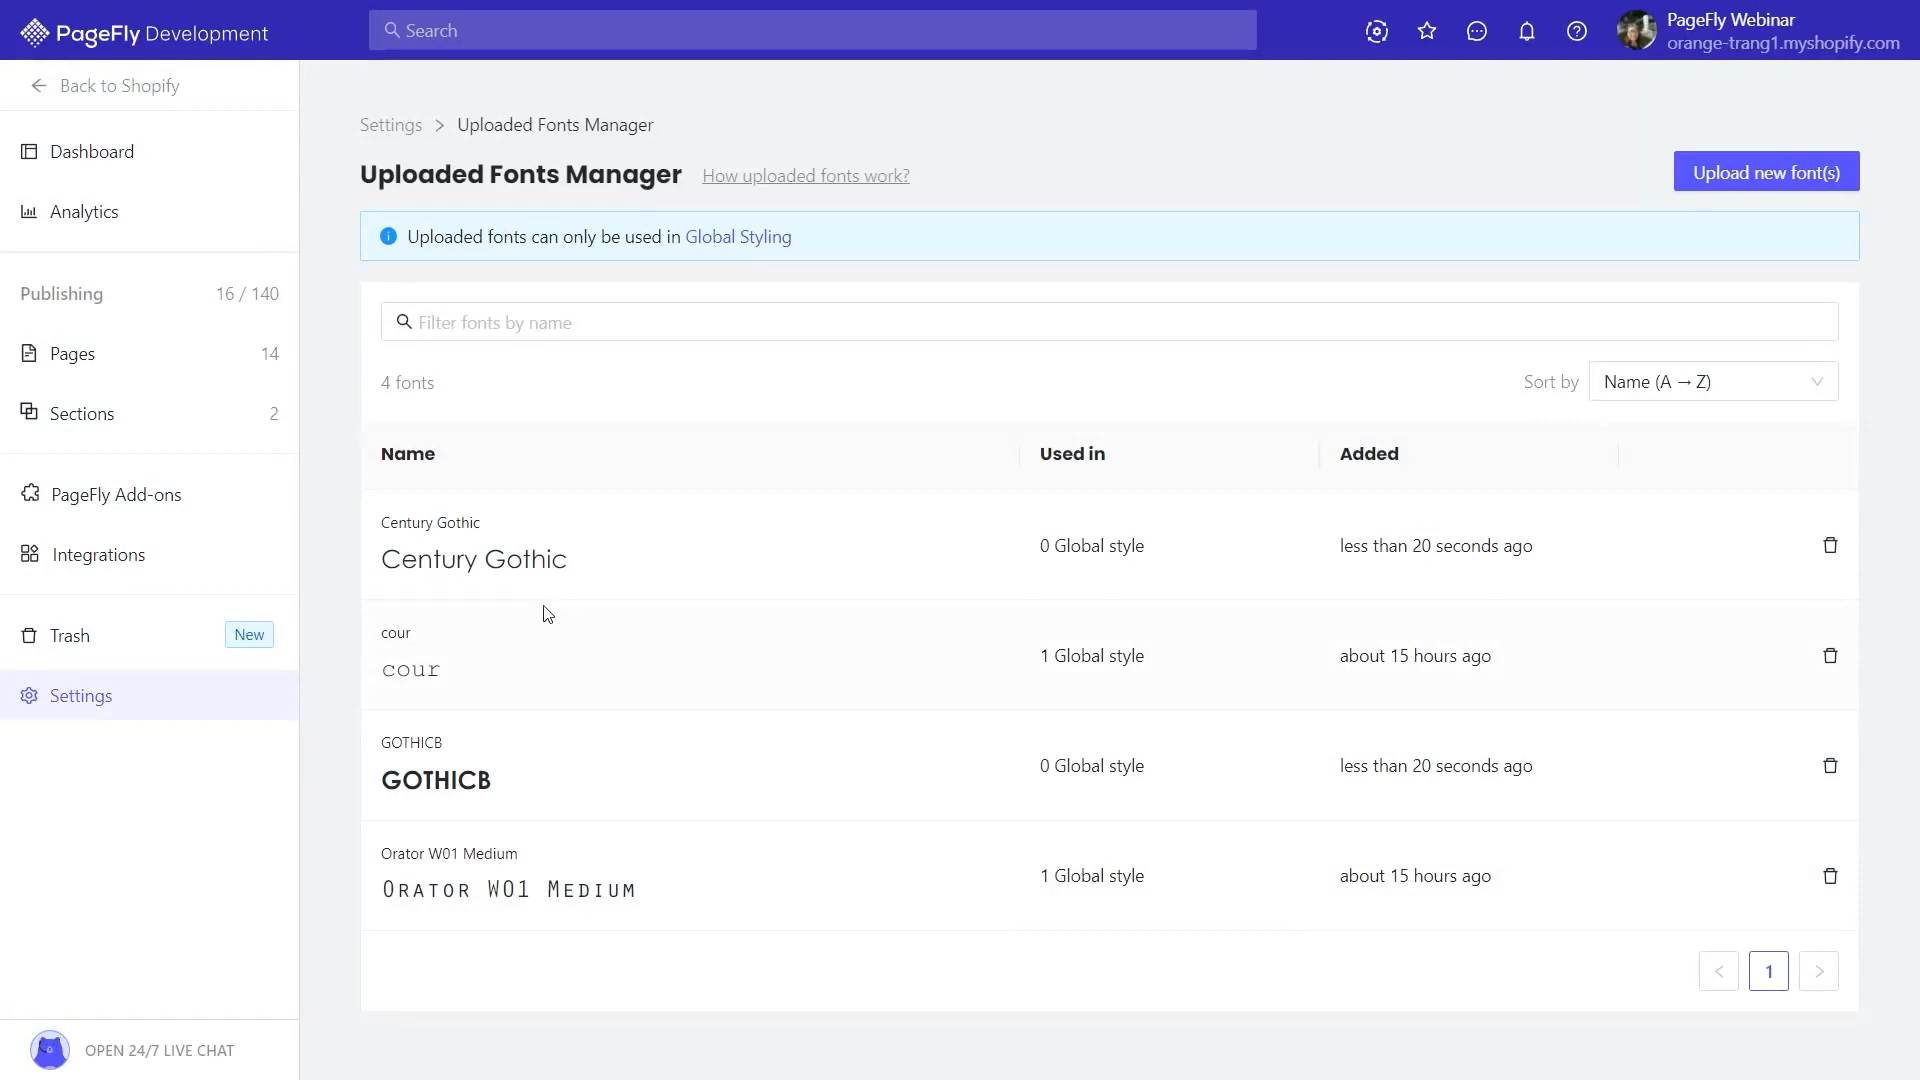 PageFly Development
Search
PageFly Webinar
orange-trang1.myshopify.com
Back to Shopify
Dashboard
Analytics
Publishing 16 / 140
Pages 14
Sections 2
PageFly Add-ons
Integrations
Trash New
Settings
OPEN 24/7 LIVE CHAT
Settings > Uploaded Fonts Manager
Uploaded Fonts Manager How uploaded fonts work? Upload new font(s)
Uploaded fonts can only be used in Global Styling
Filter fonts by name
4 fonts Sort by Name (A → Z)
Name Used in Added
Century Gothic
Century Gothic 0 Global style less than 20 seconds ago
cour
cour 1 Global style about 15 hours ago
GOTHICB
GOTHICB 0 Global style less than 20 seconds ago
Orator W01 Medium
Orator W01 Medium 1 Global style about 15 hours ago
< 1 >